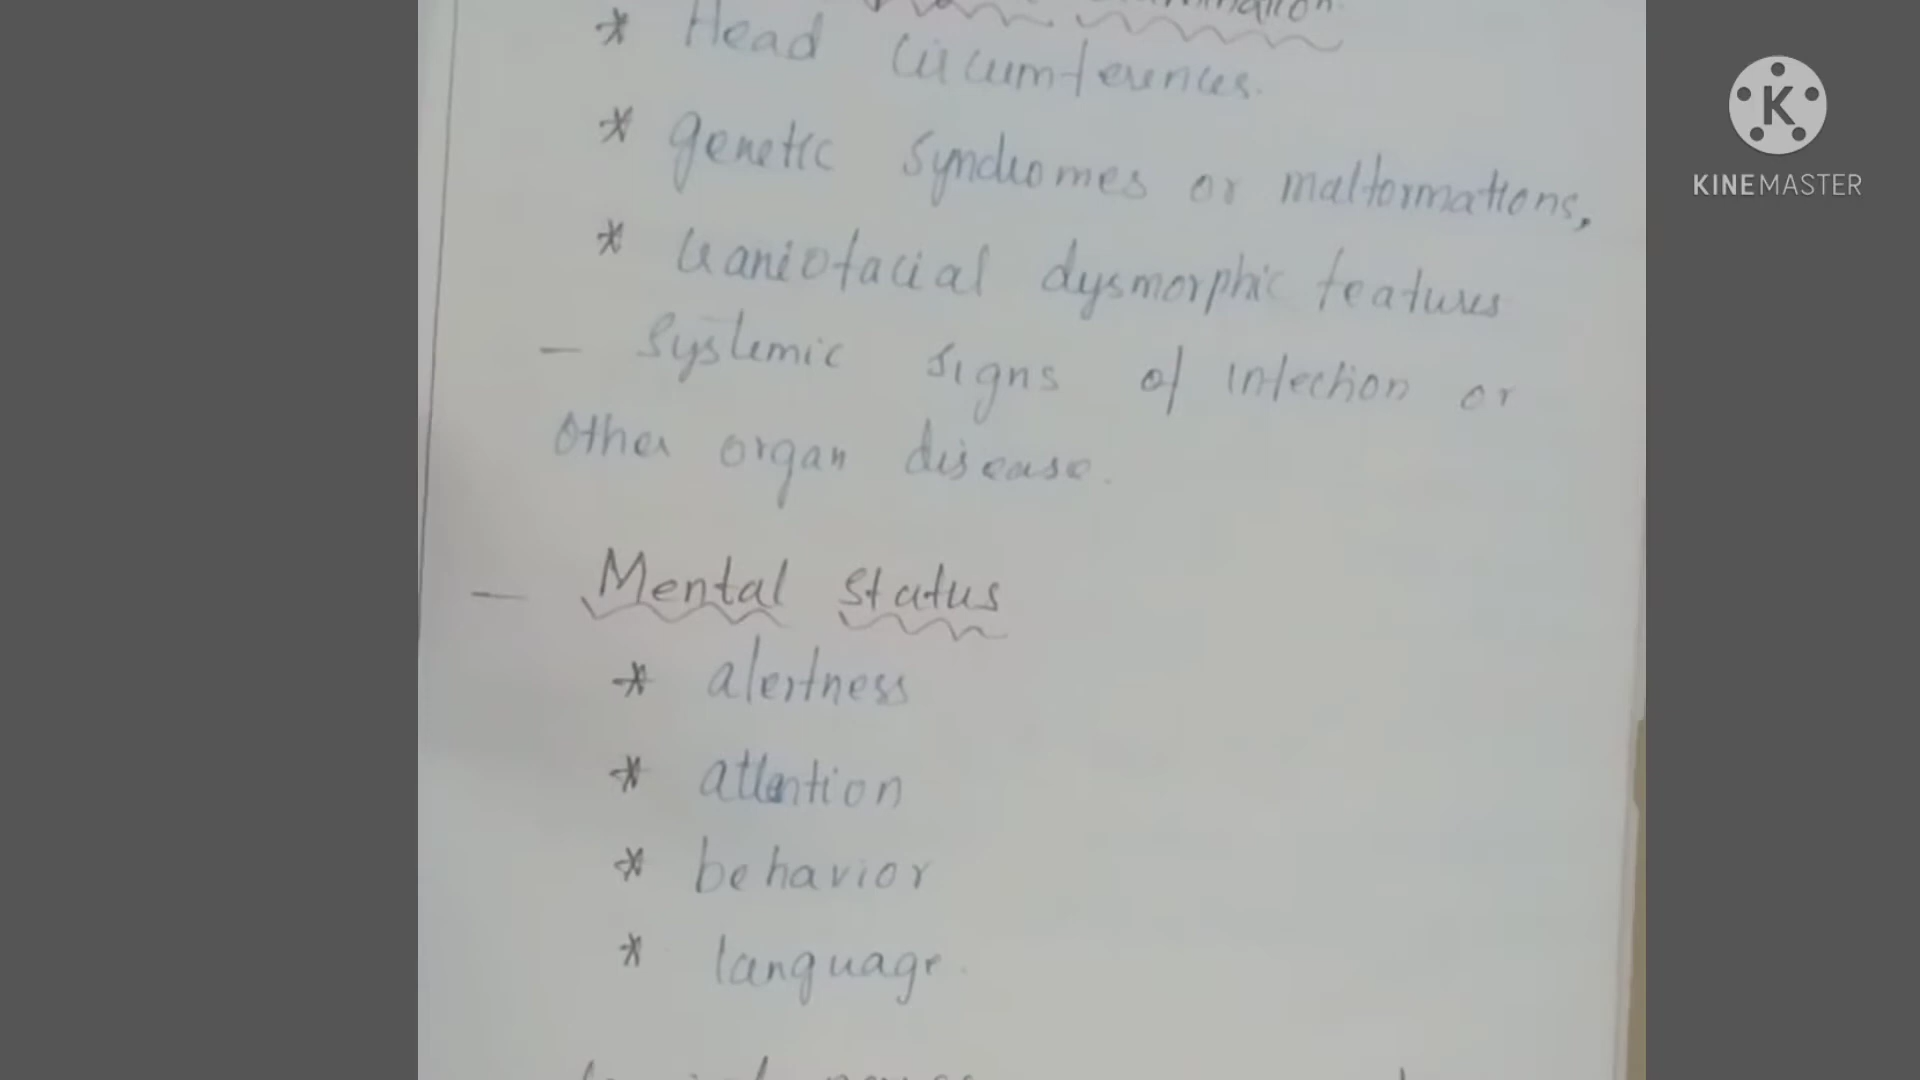 * Head circumferences.
* genetic syndromes or malformations,
* craniofacial dysmorphic features
— Systemic signs of infection or
other organ disease.
— Mental status
* alertness
* attention
* behavior
* language.
KINEMASTER